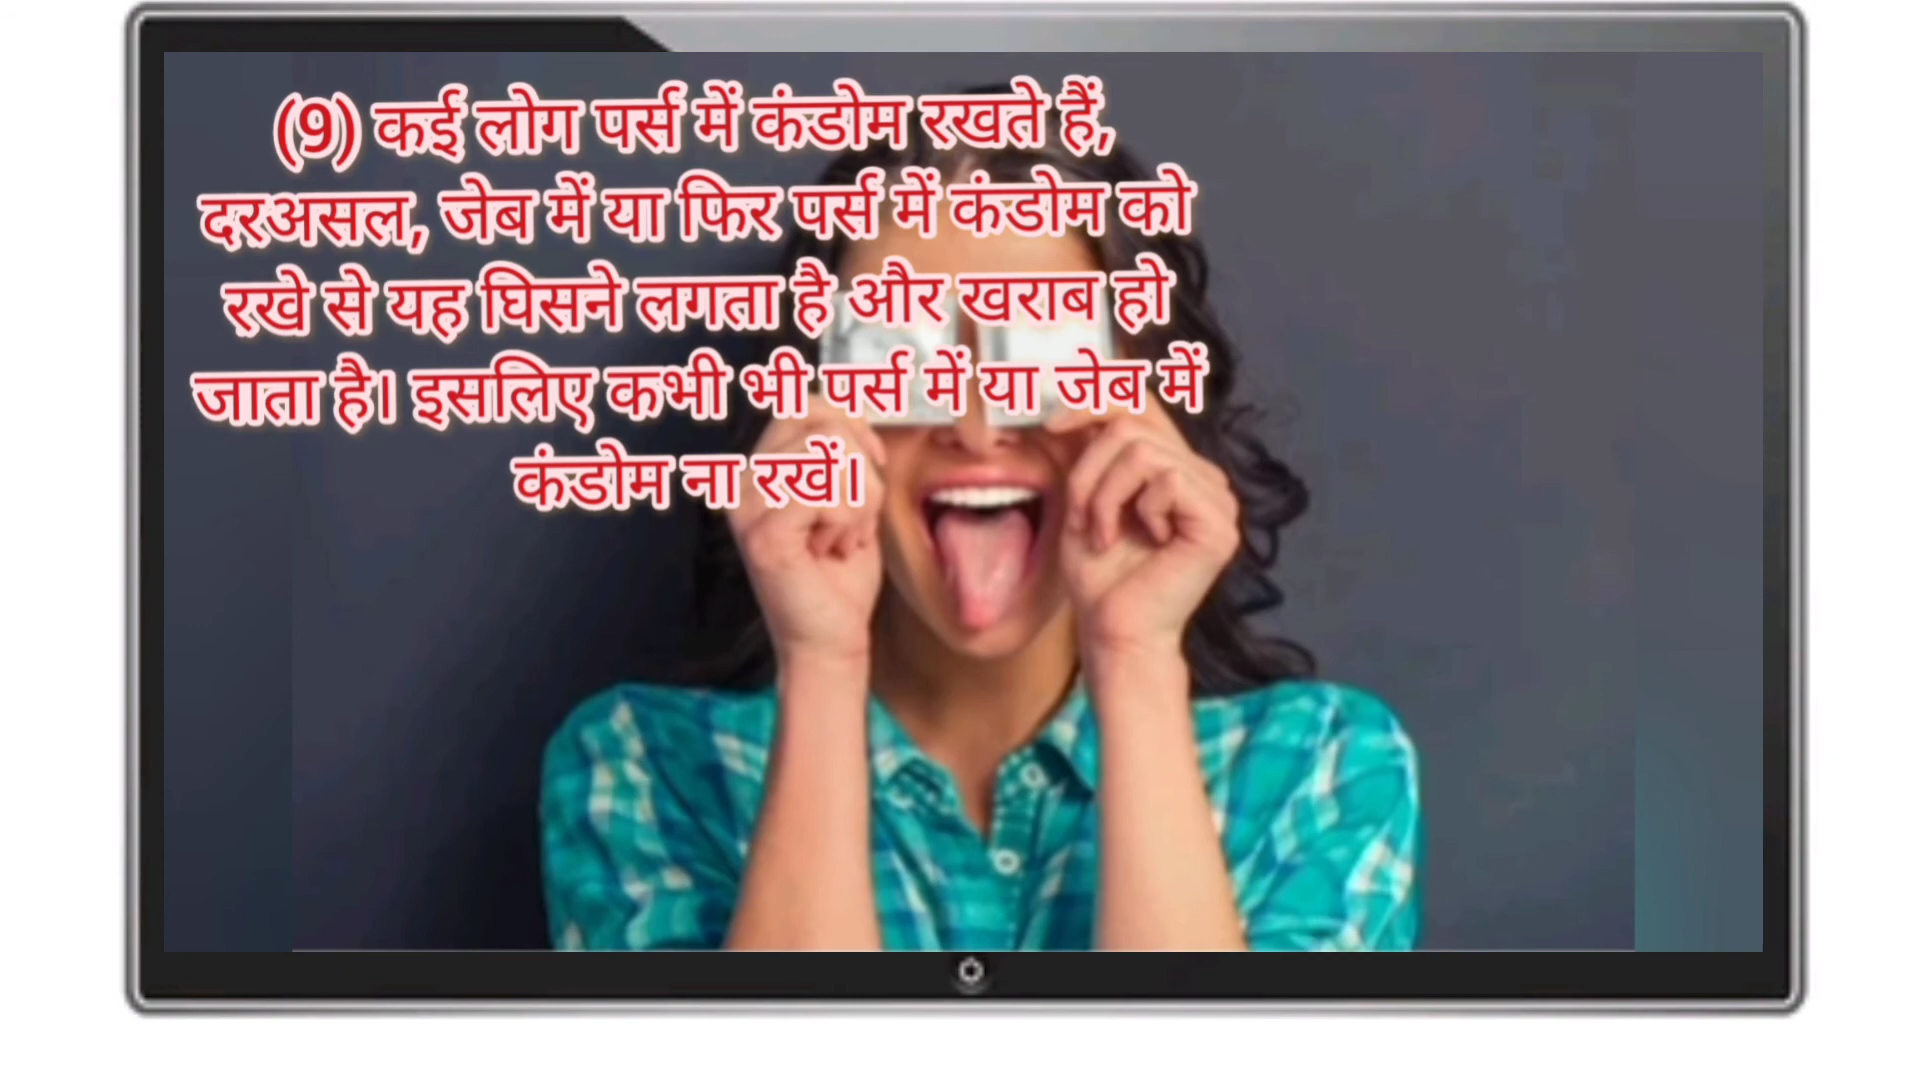 (9) कई लोग पर्स में कंडोम रखते हैं,
दरअसल, जेब में या फिर पर्स में कंडोम को
रखे से यह घिसने लगता है और खराब हो
जाता है। इसलिए कभी भी पर्स में या जेब में
कंडोम ना रखें।